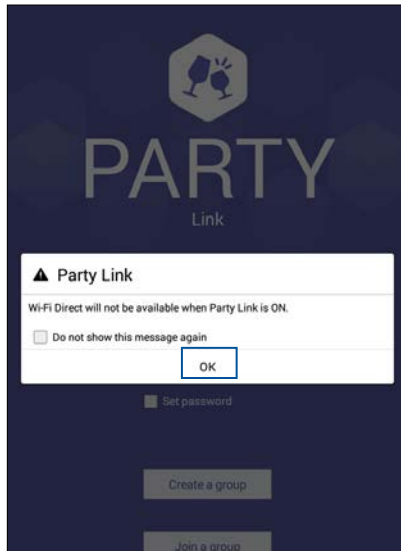 PARTY
Link
Party Link
Wi-Fi Direct will not be available when Party Link is ON.
Do not show this message again
OK
Set password
Create a group
Join a group